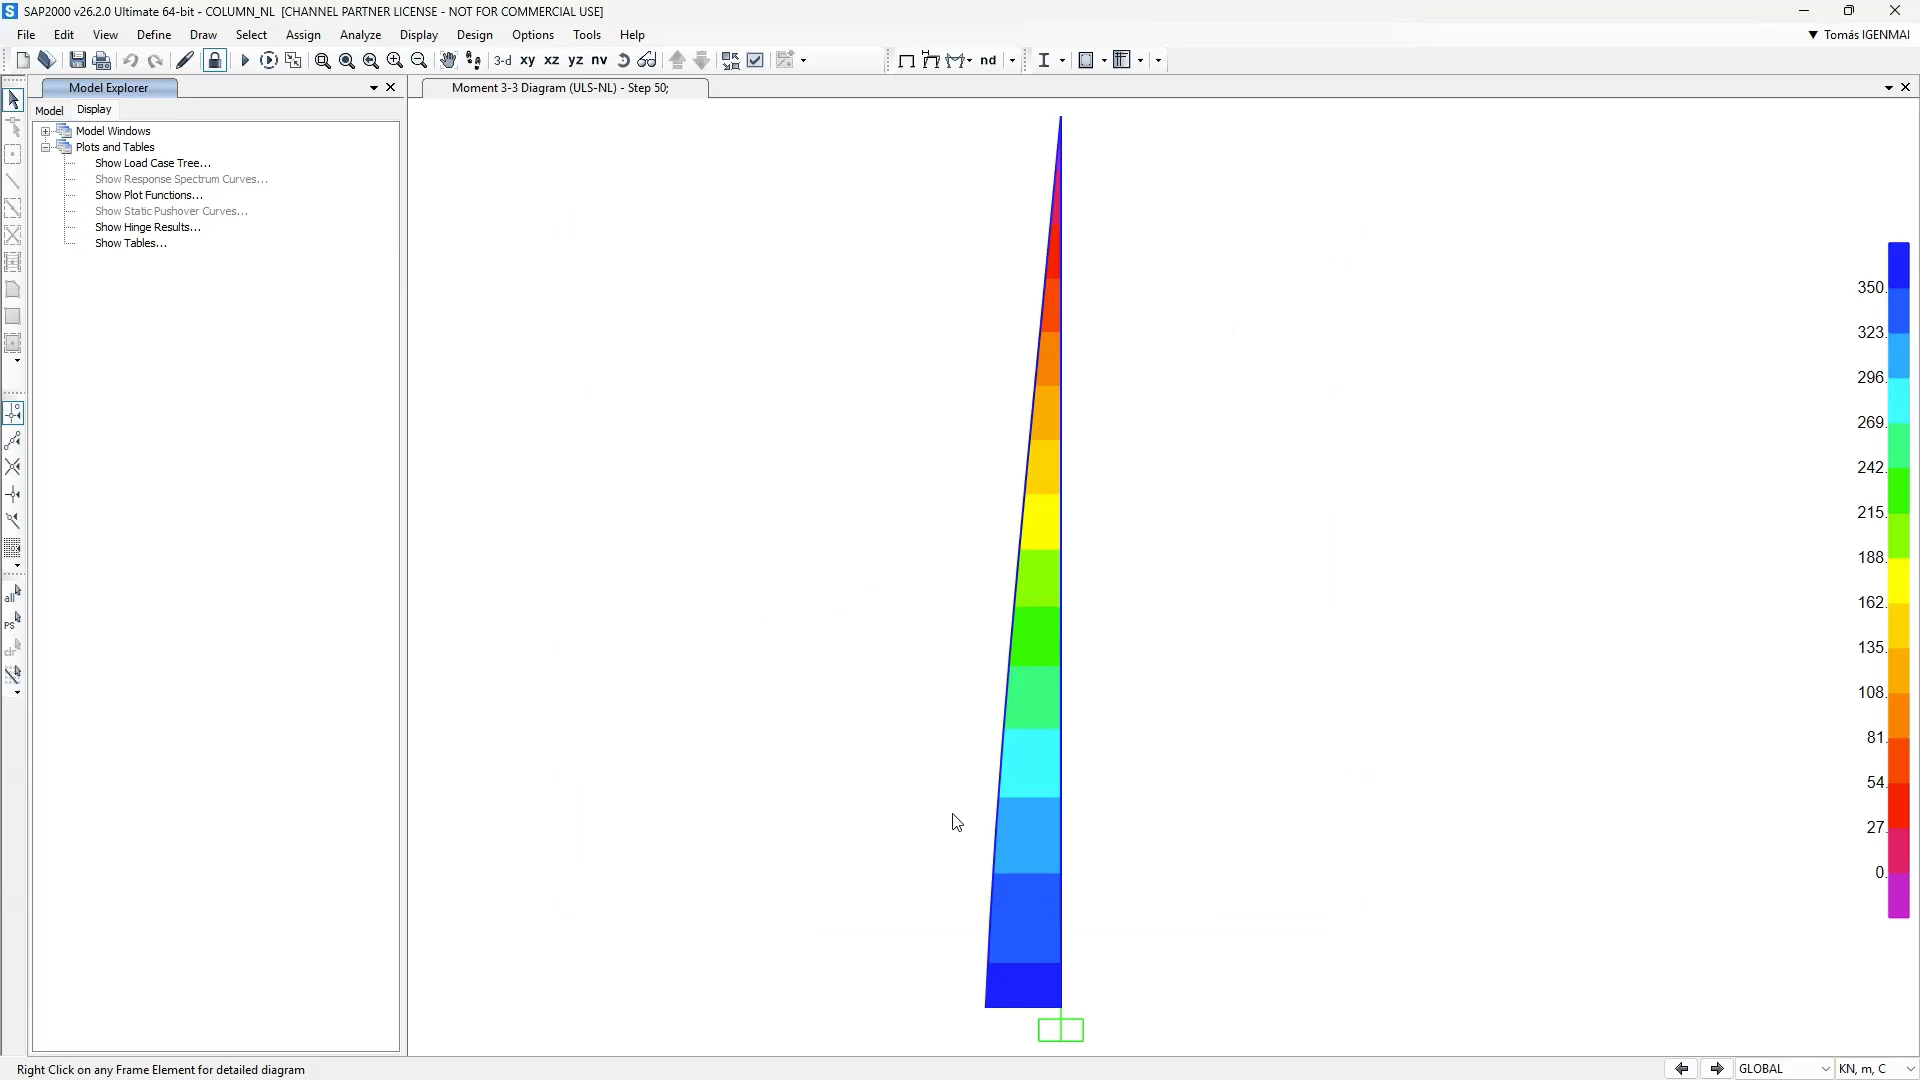 SAP2000 v26.2.0 Ultimate 64-bit - COLUMN_NL [CHANNEL PARTNER LICENSE - NOT FOR COMMERCIAL USE]
File Edit View Define Draw Select Assign Analyze Display Design Options Tools Help
Tomás IGENMAI
3-d xy xz yz nv
nd
Model Explorer
Moment 3-3 Diagram (ULS-NL) - Step 50;
Model Display
Model Windows
Plots and Tables
Show Load Case Tree...
Show Response Spectrum Curves...
Show Plot Functions...
Show Static Pushover Curves...
Show Hinge Results...
Show Tables...
all
PS
clr
350.
323.
296.
269.
242.
215.
188.
162.
135.
108.
81.
54.
27.
0.
Right Click on any Frame Element for detailed diagram
GLOBAL
KN, m, C